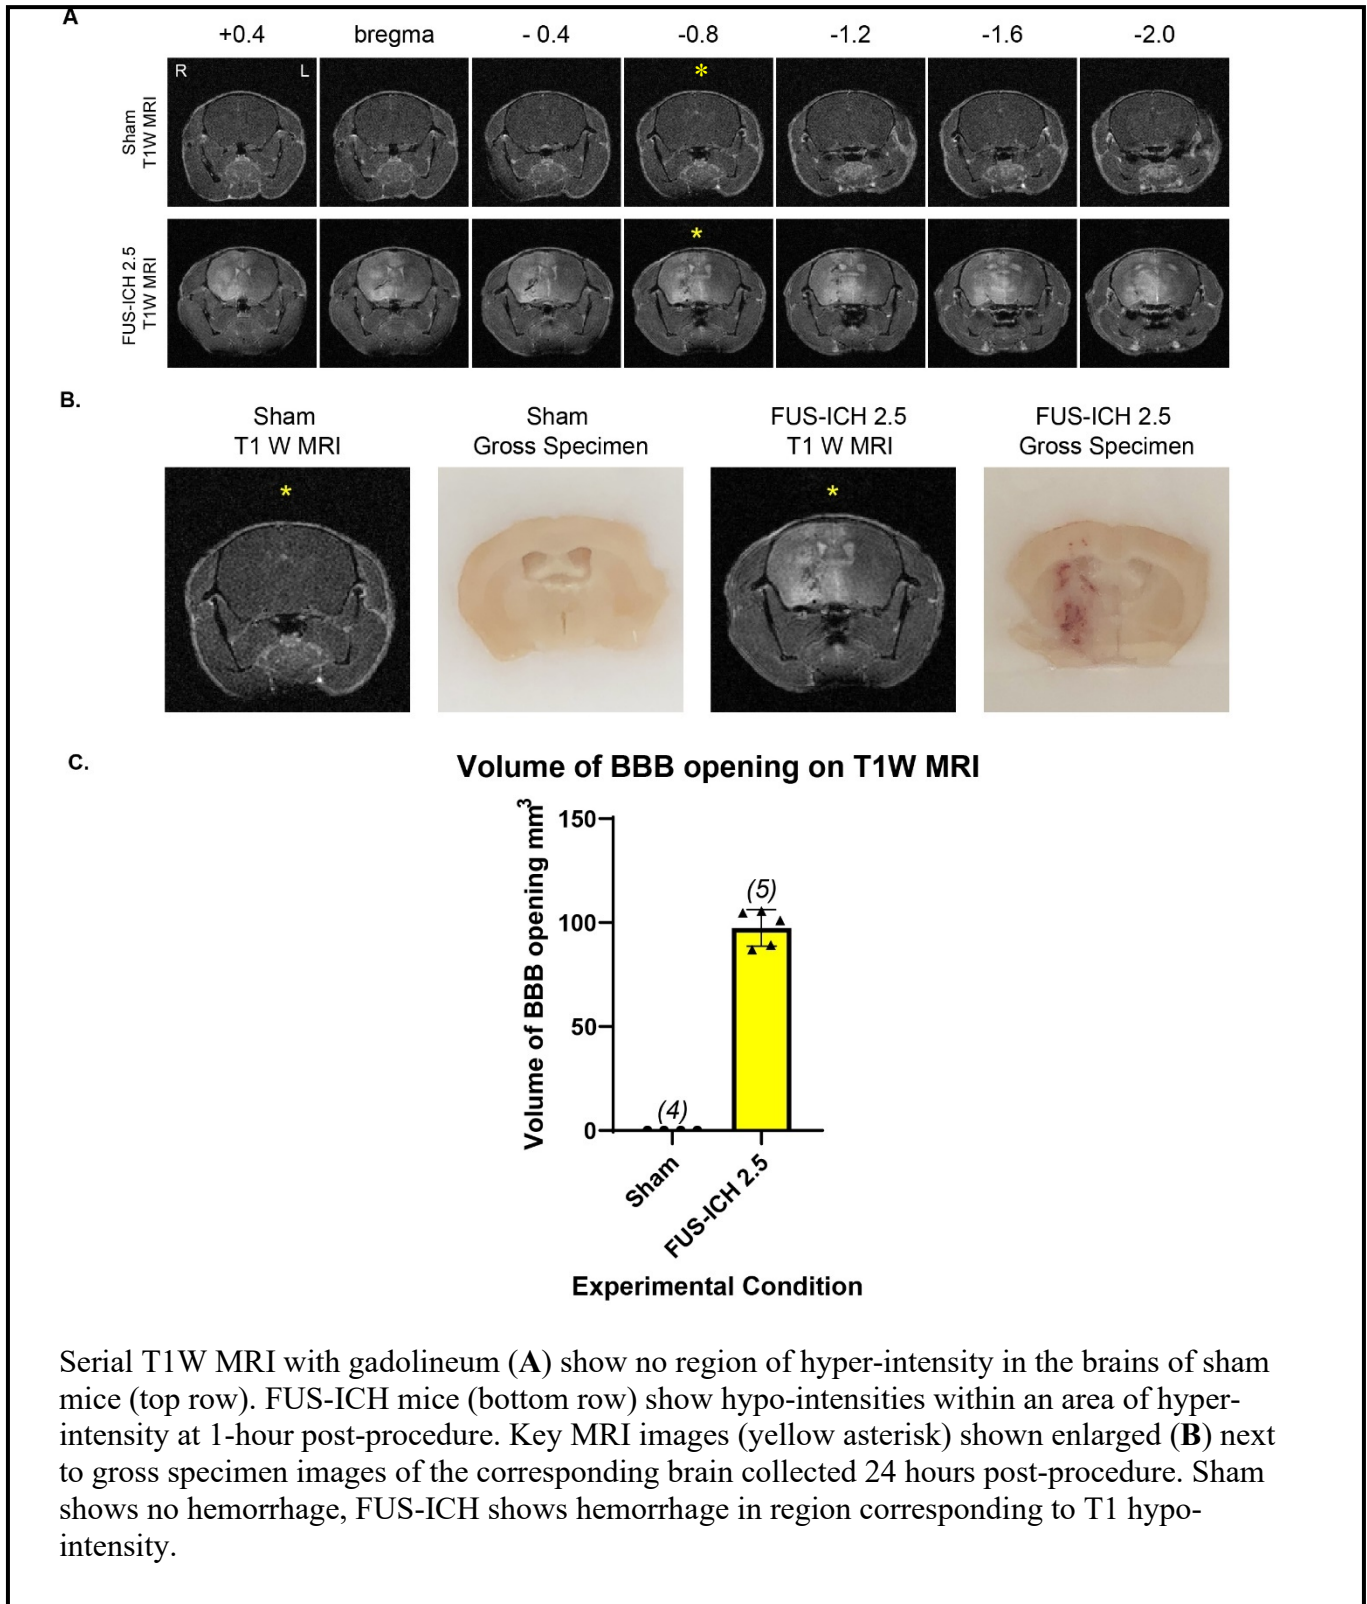 A
+0.4 bregma - 0.4 -0.8 -1.2 -1.6 -2.0
R L *
Sham
T1W MRI
*
FUS-ICH 2.5
T1W MRI
B.
Sham Sham FUS-ICH 2.5 FUS-ICH 2.5
T1 W MRI Gross Specimen T1 W MRI Gross Specimen
* *
C.
Volume of BBB opening on T1W MRI
Volume of BBB opening mm³
150
(5)
100
50
(4)
0
Sham
FUS-ICH 2.5
Experimental Condition
Serial T1W MRI with gadolineum (A) show no region of hyper-intensity in the brains of sham
mice (top row). FUS-ICH mice (bottom row) show hypo-intensities within an area of hyper-
intensity at 1-hour post-procedure. Key MRI images (yellow asterisk) shown enlarged (B) next
to gross specimen images of the corresponding brain collected 24 hours post-procedure. Sham
shows no hemorrhage, FUS-ICH shows hemorrhage in region corresponding to T1 hypo-
intensity.